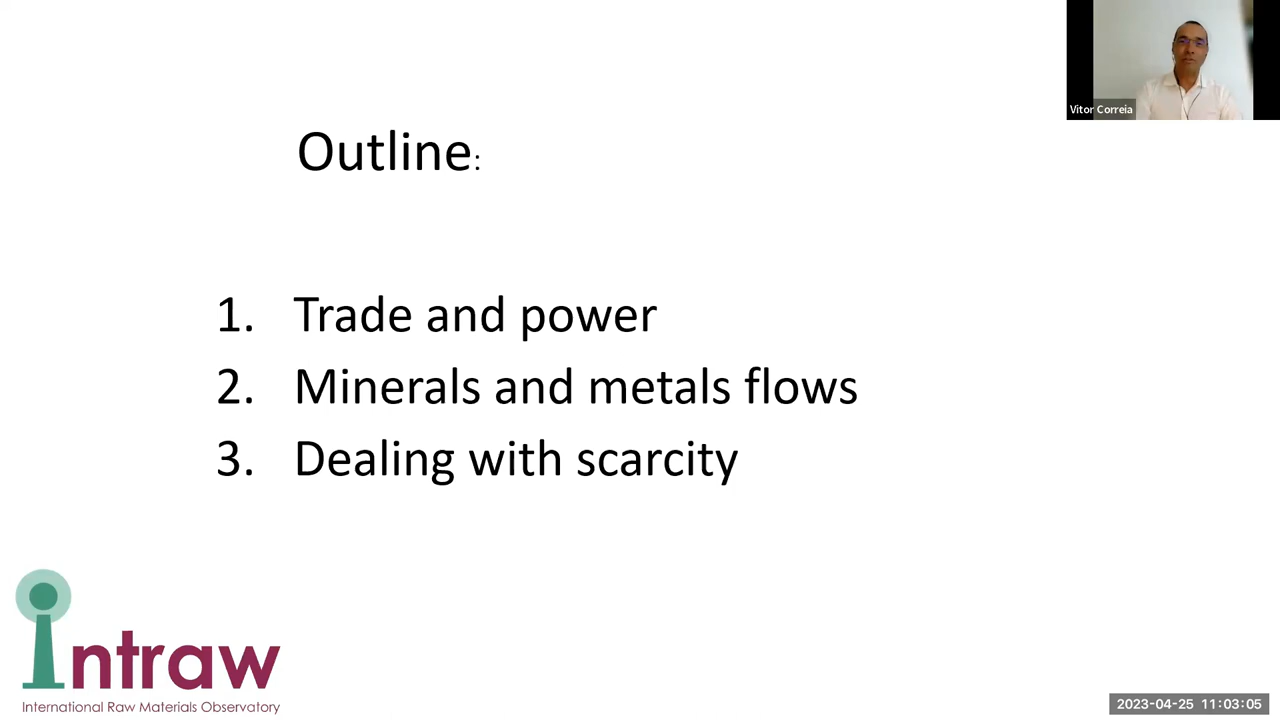 Vitor Correia
Outline:
1. Trade and power
2. Minerals and metals flows
3. Dealing with scarcity
intraw
International Raw Materials Observatory
2023-04-25 11:03:05